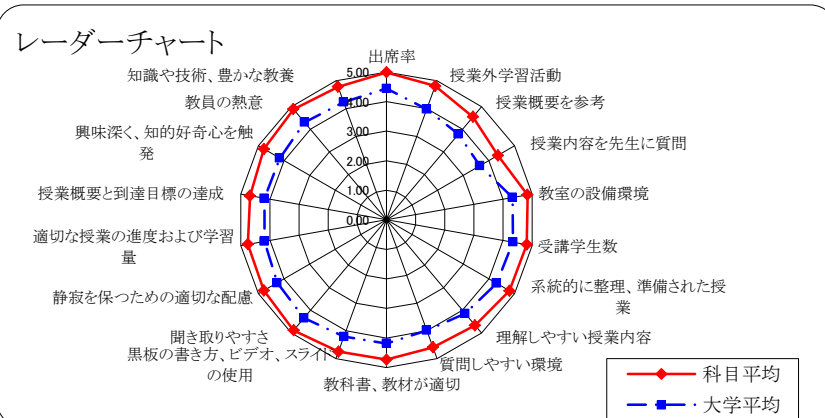 レーダーチャート
出席率
授業外学習活動
授業概要を参考
授業内容を先生に質問
教室の設備環境
受講学生数
系統的に整理、準備された授
業
理解しやすい授業内容
質問しやすい環境
教科書、教材が適切
黒板の書き方、ビデオ、スライド
の使用
聞き取りやすさ
静寂を保つための適切な配慮
適切な授業の進度および学習
量
授業概要と到達目標の達成
興味深く、知的好奇心を触
発
教員の熱意
知識や技術、豊かな教養
5.00
4.00
3.00
2.00
1.00
0.00
科目平均
大学平均